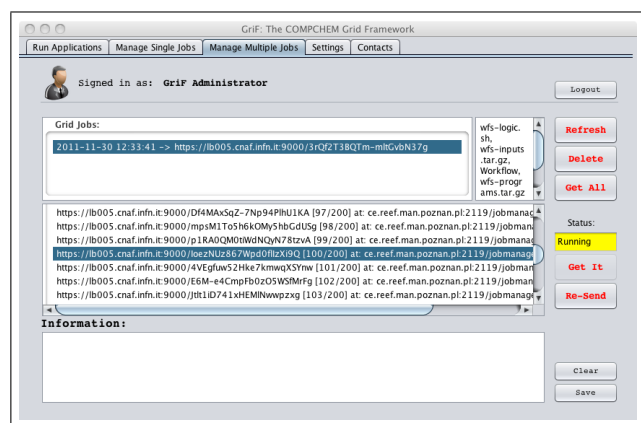 GriF: The COMPCHEM Grid Framework
Run Applications Manage Single Jobs Manage Multiple Jobs Settings Contacts
Signed in as: GriF Administrator
Logout
Grid Jobs:
2011-11-30 12:33:41 -> https://lb005.cnaf.infn.it:9000/3rQf2T38QTm-mltGvbN37g
wfs-logic.
sh,
wfs-inputs
.tar.gz,
Workflow,
wfs-progr
ams.tar.gz
Refresh
Delete
Get All
https://lb005.cnaf.infn.it:9000/Df4MAxSqZ-7Np94PlhU1KA [97/200] at: ce.reef.man.poznan.pl:2119/jobmanag
https://lb005.cnaf.infn.it:9000/mpsM1To5h6kOMy5hbGdUSg [98/200] at: ce.reef.man.poznan.pl:2119/jobmanag
https://lb005.cnaf.infn.it:9000/p1RA0QM0tiWdNQyN78tzvA [99/200] at: ce.reef.man.poznan.pl:2119/jobmanag
https://lb005.cnaf.infn.it:9000/IoezNUz867Wpd0fIlzXi9Q [100/200] at: ce.reef.man.poznan.pl:2119/jobmanag
https://lb005.cnaf.infn.it:9000/4VEgfuw52Hke7kmwqXSYnw [101/200] at: ce.reef.man.poznan.pl:2119/jobmanag
https://lb005.cnaf.infn.it:9000/E6M-e4CmpFb0zO5WSfMrFg [102/200] at: ce.reef.man.poznan.pl:2119/jobmanag
https://lb005.cnaf.infn.it:9000/Jtlt1iD741xHEMlNwwpzxg [103/200] at: ce.reef.man.poznan.pl:2119/jobmanage
Status:
Running
Get It
Re-Send
Information:
Clear
Save